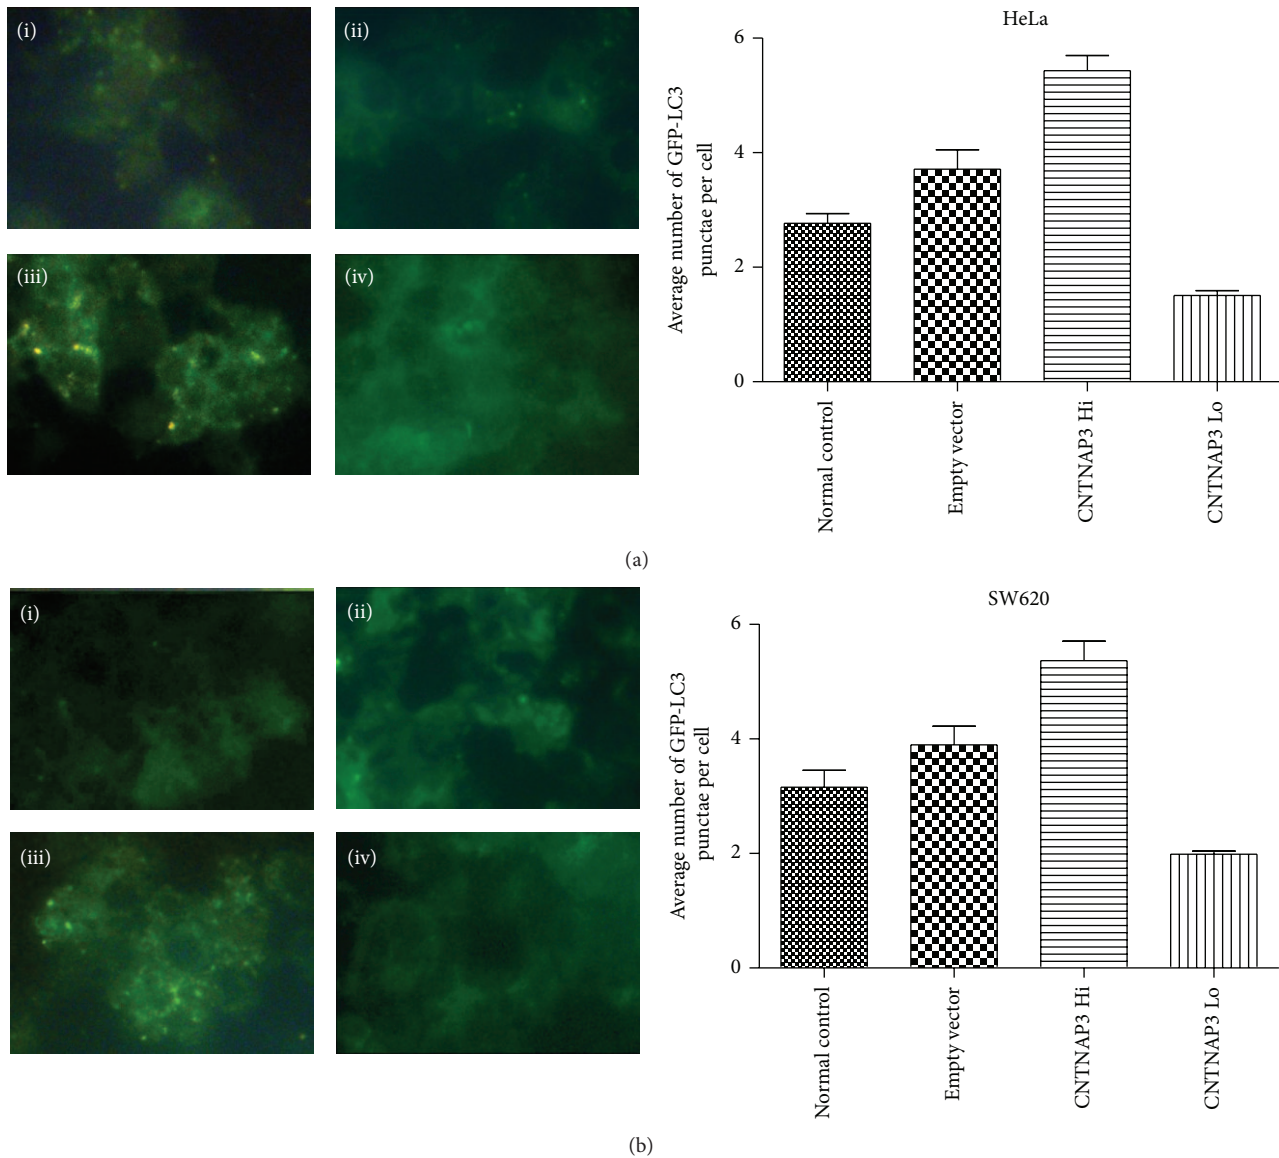 (i)
(ii)
(iii)
(iv)
HeLa
Average number of GFP-LC3
punctae per cell
6
4
2
0
Normal control
Empty vector
CNTNAP3 Hi
CNTNAP3 Lo
(a)
(i)
(ii)
(iii)
(iv)
SW620
Average number of GFP-LC3
punctae per cell
6
4
2
0
Normal control
Empty vector
CNTNAP3 Hi
CNTNAP3 Lo
(b)